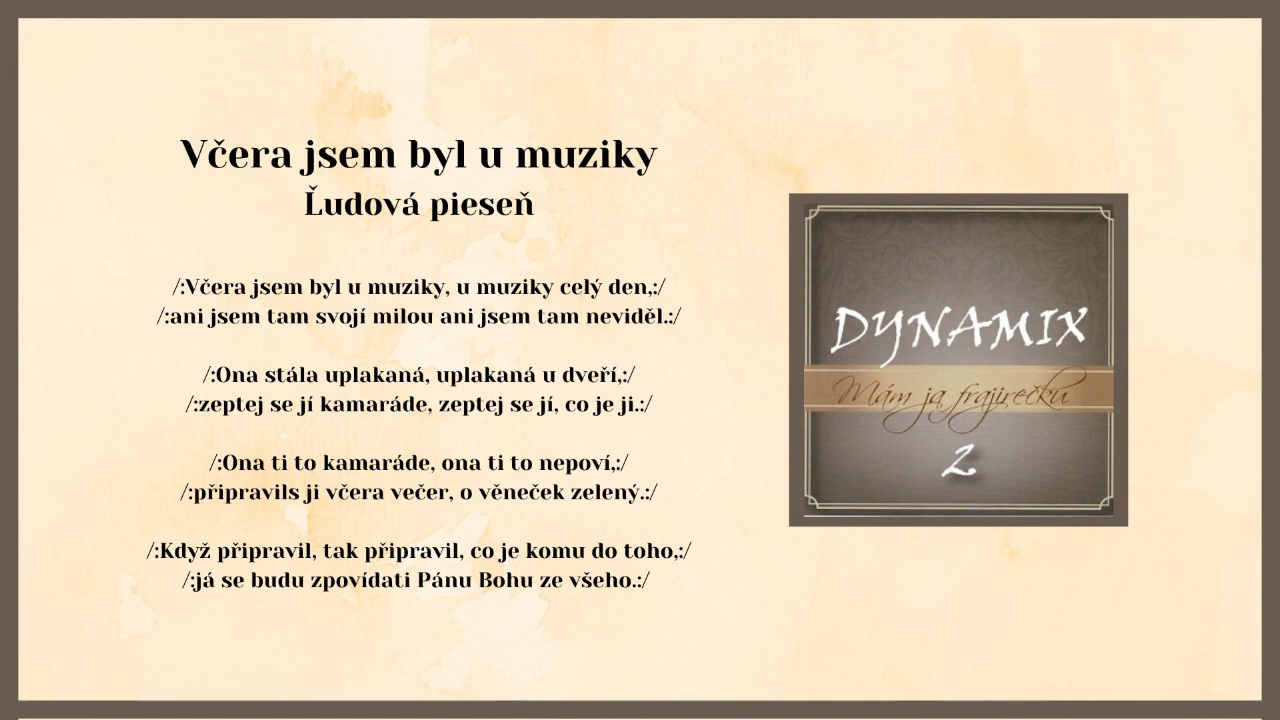 Včera jsem byl u muziky
Ľudová pieseň
/:Včera jsem byl u muziky, u muziky celý den,:/
/:ani jsem tam svojí milou ani jsem tam neviděl.:/
/:Ona stála uplakaná, uplakaná u dveří,:/
/:zeptej se jí kamaráde, zeptej se jí, co je ji.:/
/:Ona ti to kamaráde, ona ti to nepoví,:/
/:připravils ji včera večer, o věneček zelený.:/
/:Když připravil, tak připravil, co je komu do toho,:/
/:já se budu zpovídati Pánu Bohu ze všeho.:/
DYNAMIX
Mám ja frajirečku
2